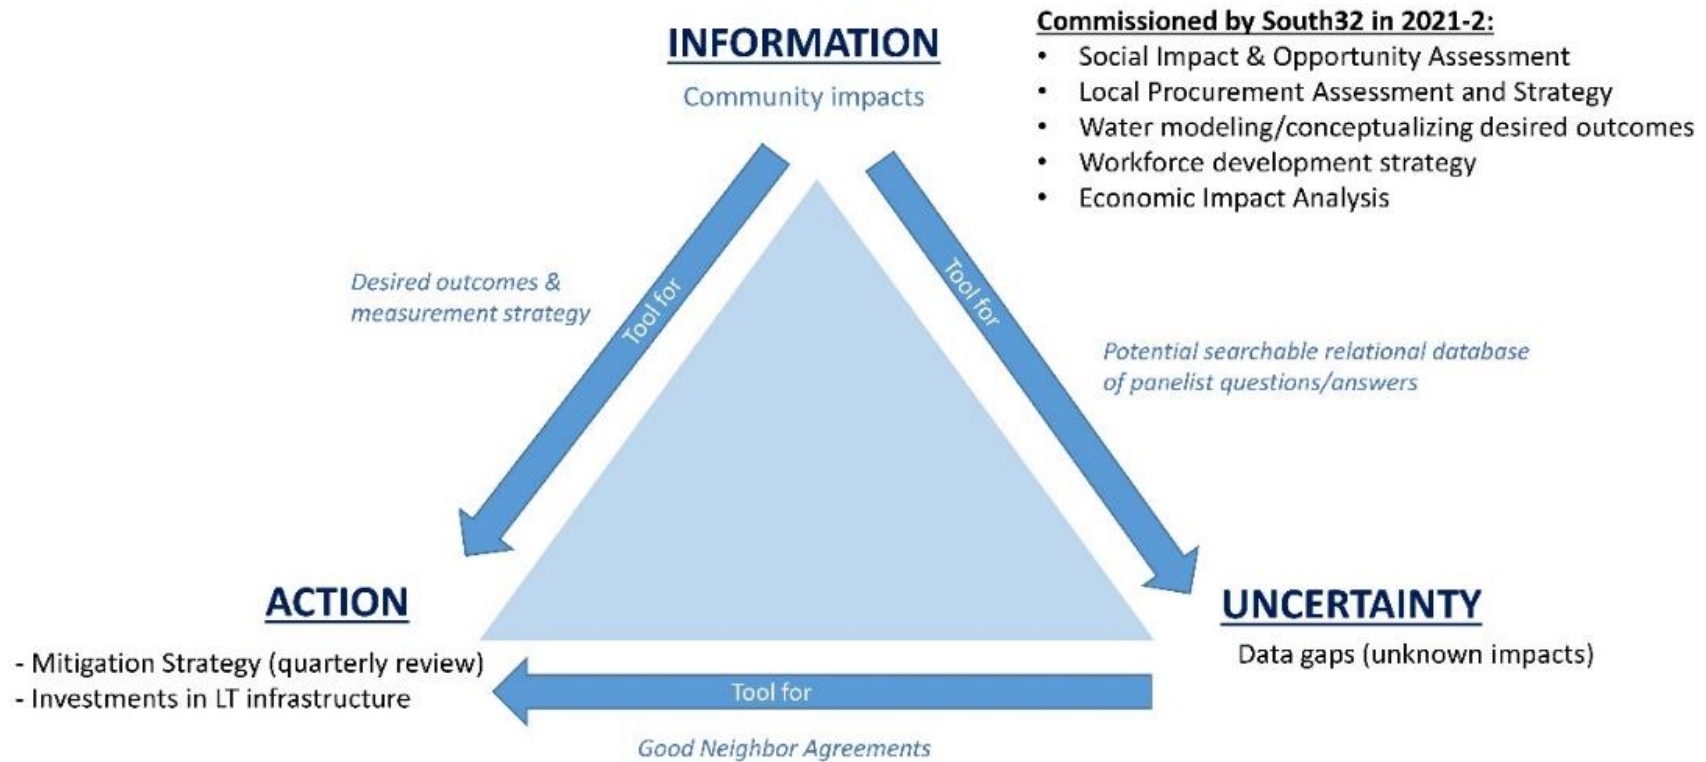 INFORMATION
Community impacts
Commissioned by South32 in 2021-2:
• Social Impact & Opportunity Assessment
• Local Procurement Assessment and Strategy
• Water modeling/conceptualizing desired outcomes
• Workforce development strategy
• Economic Impact Analysis
Desired outcomes &
measurement strategy
Tool for
Tool for
Potential searchable relational database
of panelist questions/answers
ACTION
- Mitigation Strategy (quarterly review)
- Investments in LT infrastructure
UNCERTAINTY
Data gaps (unknown impacts)
Tool for
Good Neighbor Agreements